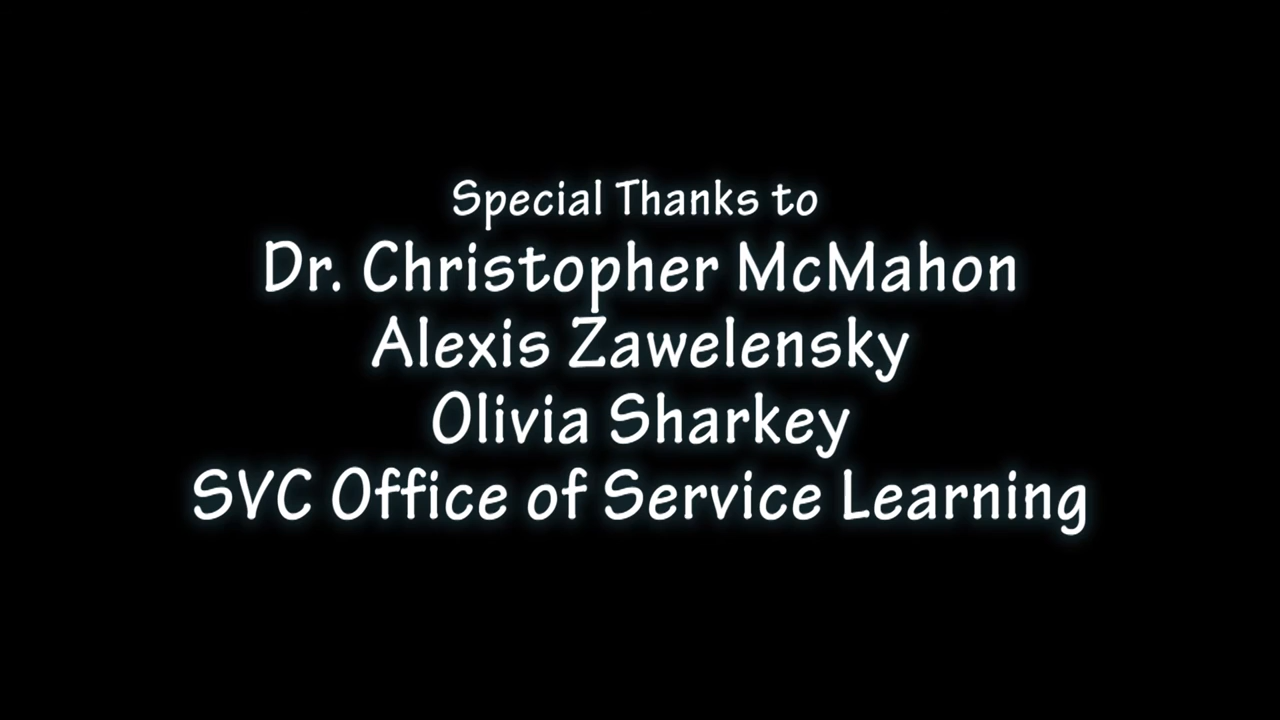 Special Thanks to
Dr. Christopher McMahon
Alexis Zawelensky
Olivia Sharkey
SVC Office of Service Learning